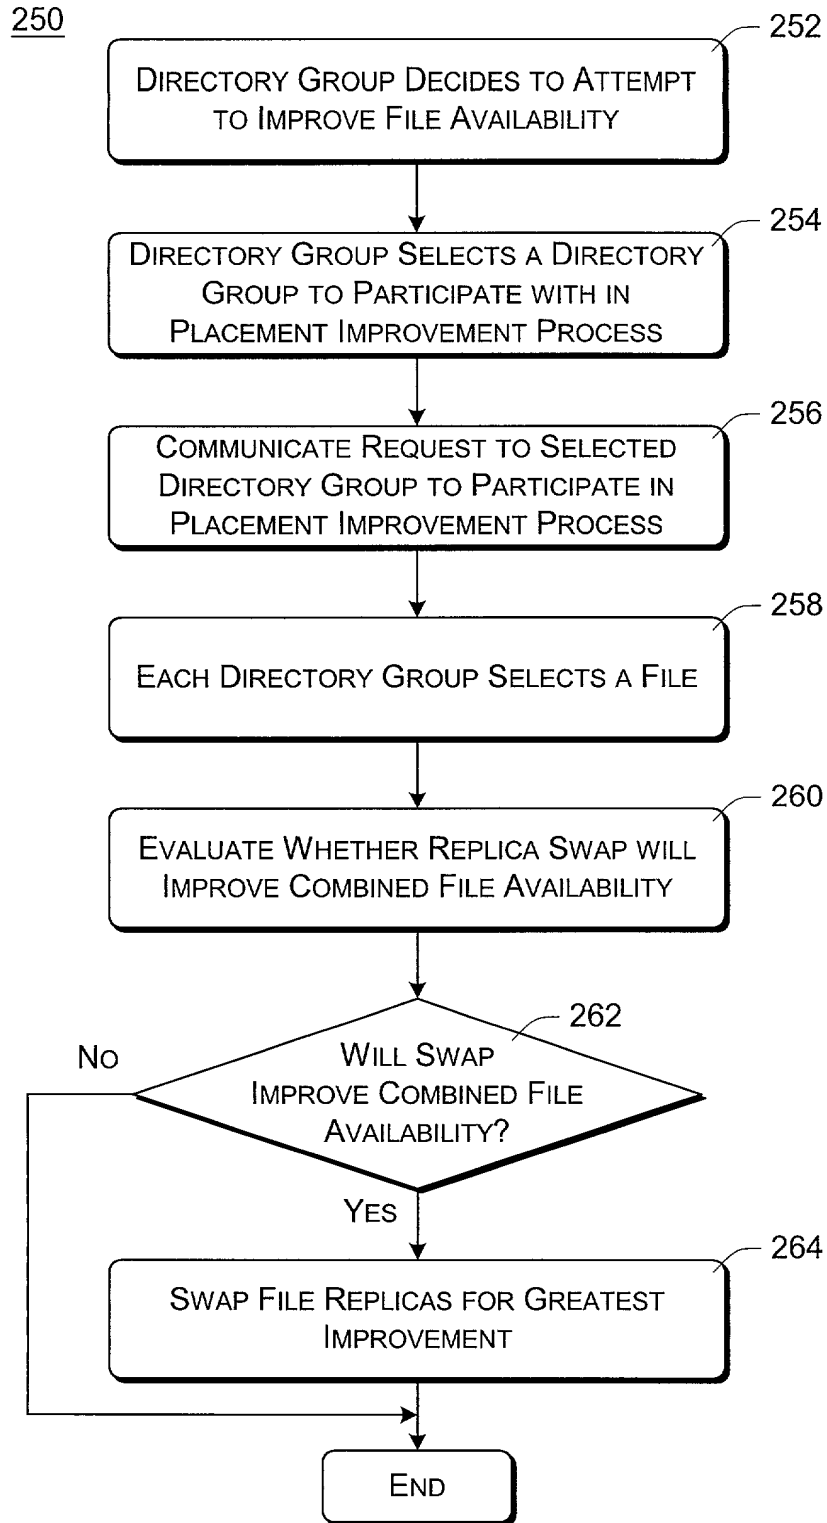 250
252
DIRECTORY GROUP DECIDES TO ATTEMPT
TO IMPROVE FILE AVAILABILITY
254
DIRECTORY GROUP SELECTS A DIRECTORY
GROUP TO PARTICIPATE WITH IN
PLACEMENT IMPROVEMENT PROCESS
256
COMMUNICATE REQUEST TO SELECTED
DIRECTORY GROUP TO PARTICIPATE IN
PLACEMENT IMPROVEMENT PROCESS
258
EACH DIRECTORY GROUP SELECTS A FILE
260
EVALUATE WHETHER REPLICA SWAP WILL
IMPROVE COMBINED FILE AVAILABILITY
262
NO
WILL SWAP
IMPROVE COMBINED FILE
AVAILABILITY?
YES
264
SWAP FILE REPLICAS FOR GREATEST
IMPROVEMENT
END